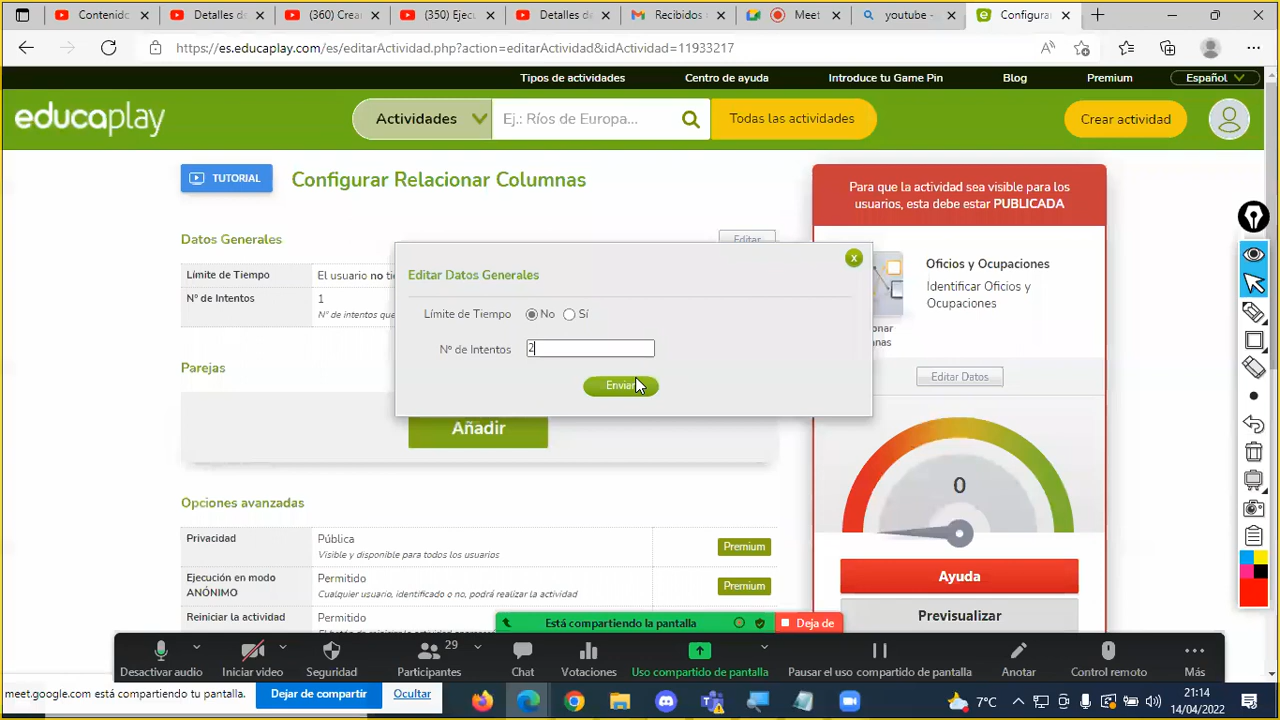 Contenido
Detalles de
(360) Crear
(350) Ejecu
Detalles de
Recibidos
Meet
youtube -
Configurar
https://es.educaplay.com/es/editarActividad.php?action=editarActividad&idActividad=11933217
Tipos de actividades
Centro de ayuda
Introduce tu Game Pin
Blog
Premium
Español
educaplay
Actividades
Ej.: Ríos de Europa...
Todas las actividades
Crear actividad
TUTORIAL
Configurar Relacionar Columnas
Datos Generales
Editar
Límite de Tiempo
El usuario no tie
Nº de Intentos
1
Nº de intentos que
Parejas
Añadir
Editar Datos Generales
x
Límite de Tiempo
No
Sí
Nº de Intentos
2
Enviar
Opciones avanzadas
Privacidad
Pública
Visible y disponible para todos los usuarios
Premium
Ejecución en modo
ANÓNIMO
Permitido
Cualquier usuario, identificado o no, podrá realizar la actividad
Premium
Reiniciar la actividad
Permitido
Para que la actividad sea visible para los
usuarios, esta debe estar PUBLICADA
Oficios y Ocupaciones
Identificar Oficios y
Ocupaciones
onar
nas
Editar Datos
0
Ayuda
Previsualizar
Está compartiendo la pantalla
Deja de
Desactivar audio
Iniciar video
Seguridad
29
Participantes
Chat
Votaciones
Uso compartido de pantalla
Pausar el uso compartido de pantalla
Anotar
Control remoto
Más
meet.google.com está compartiendo tu pantalla.
Dejar de compartir
Ocultar
7°C
21:14
14/04/2022